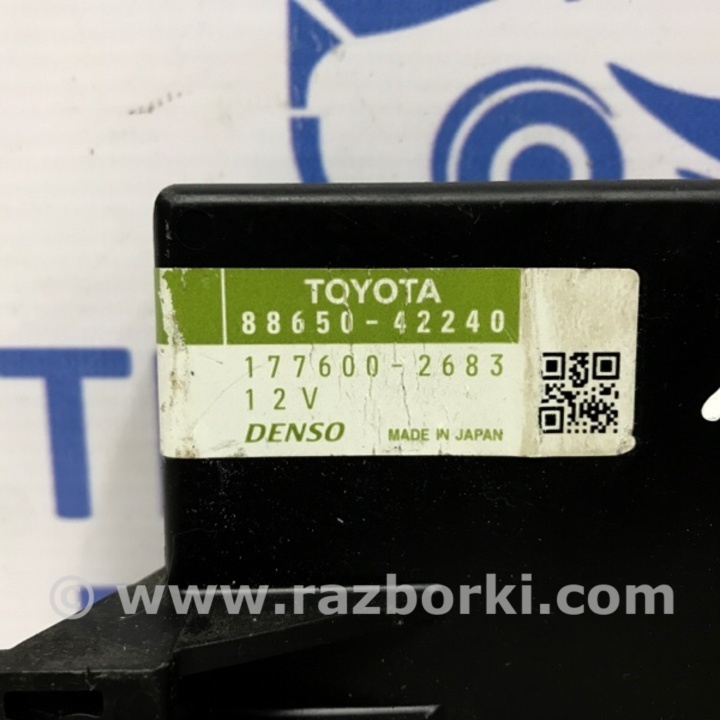 TOYOTA
88650-42240
177600-2683
12V
DENSO MADE IN JAPAN
© www.razborki.com